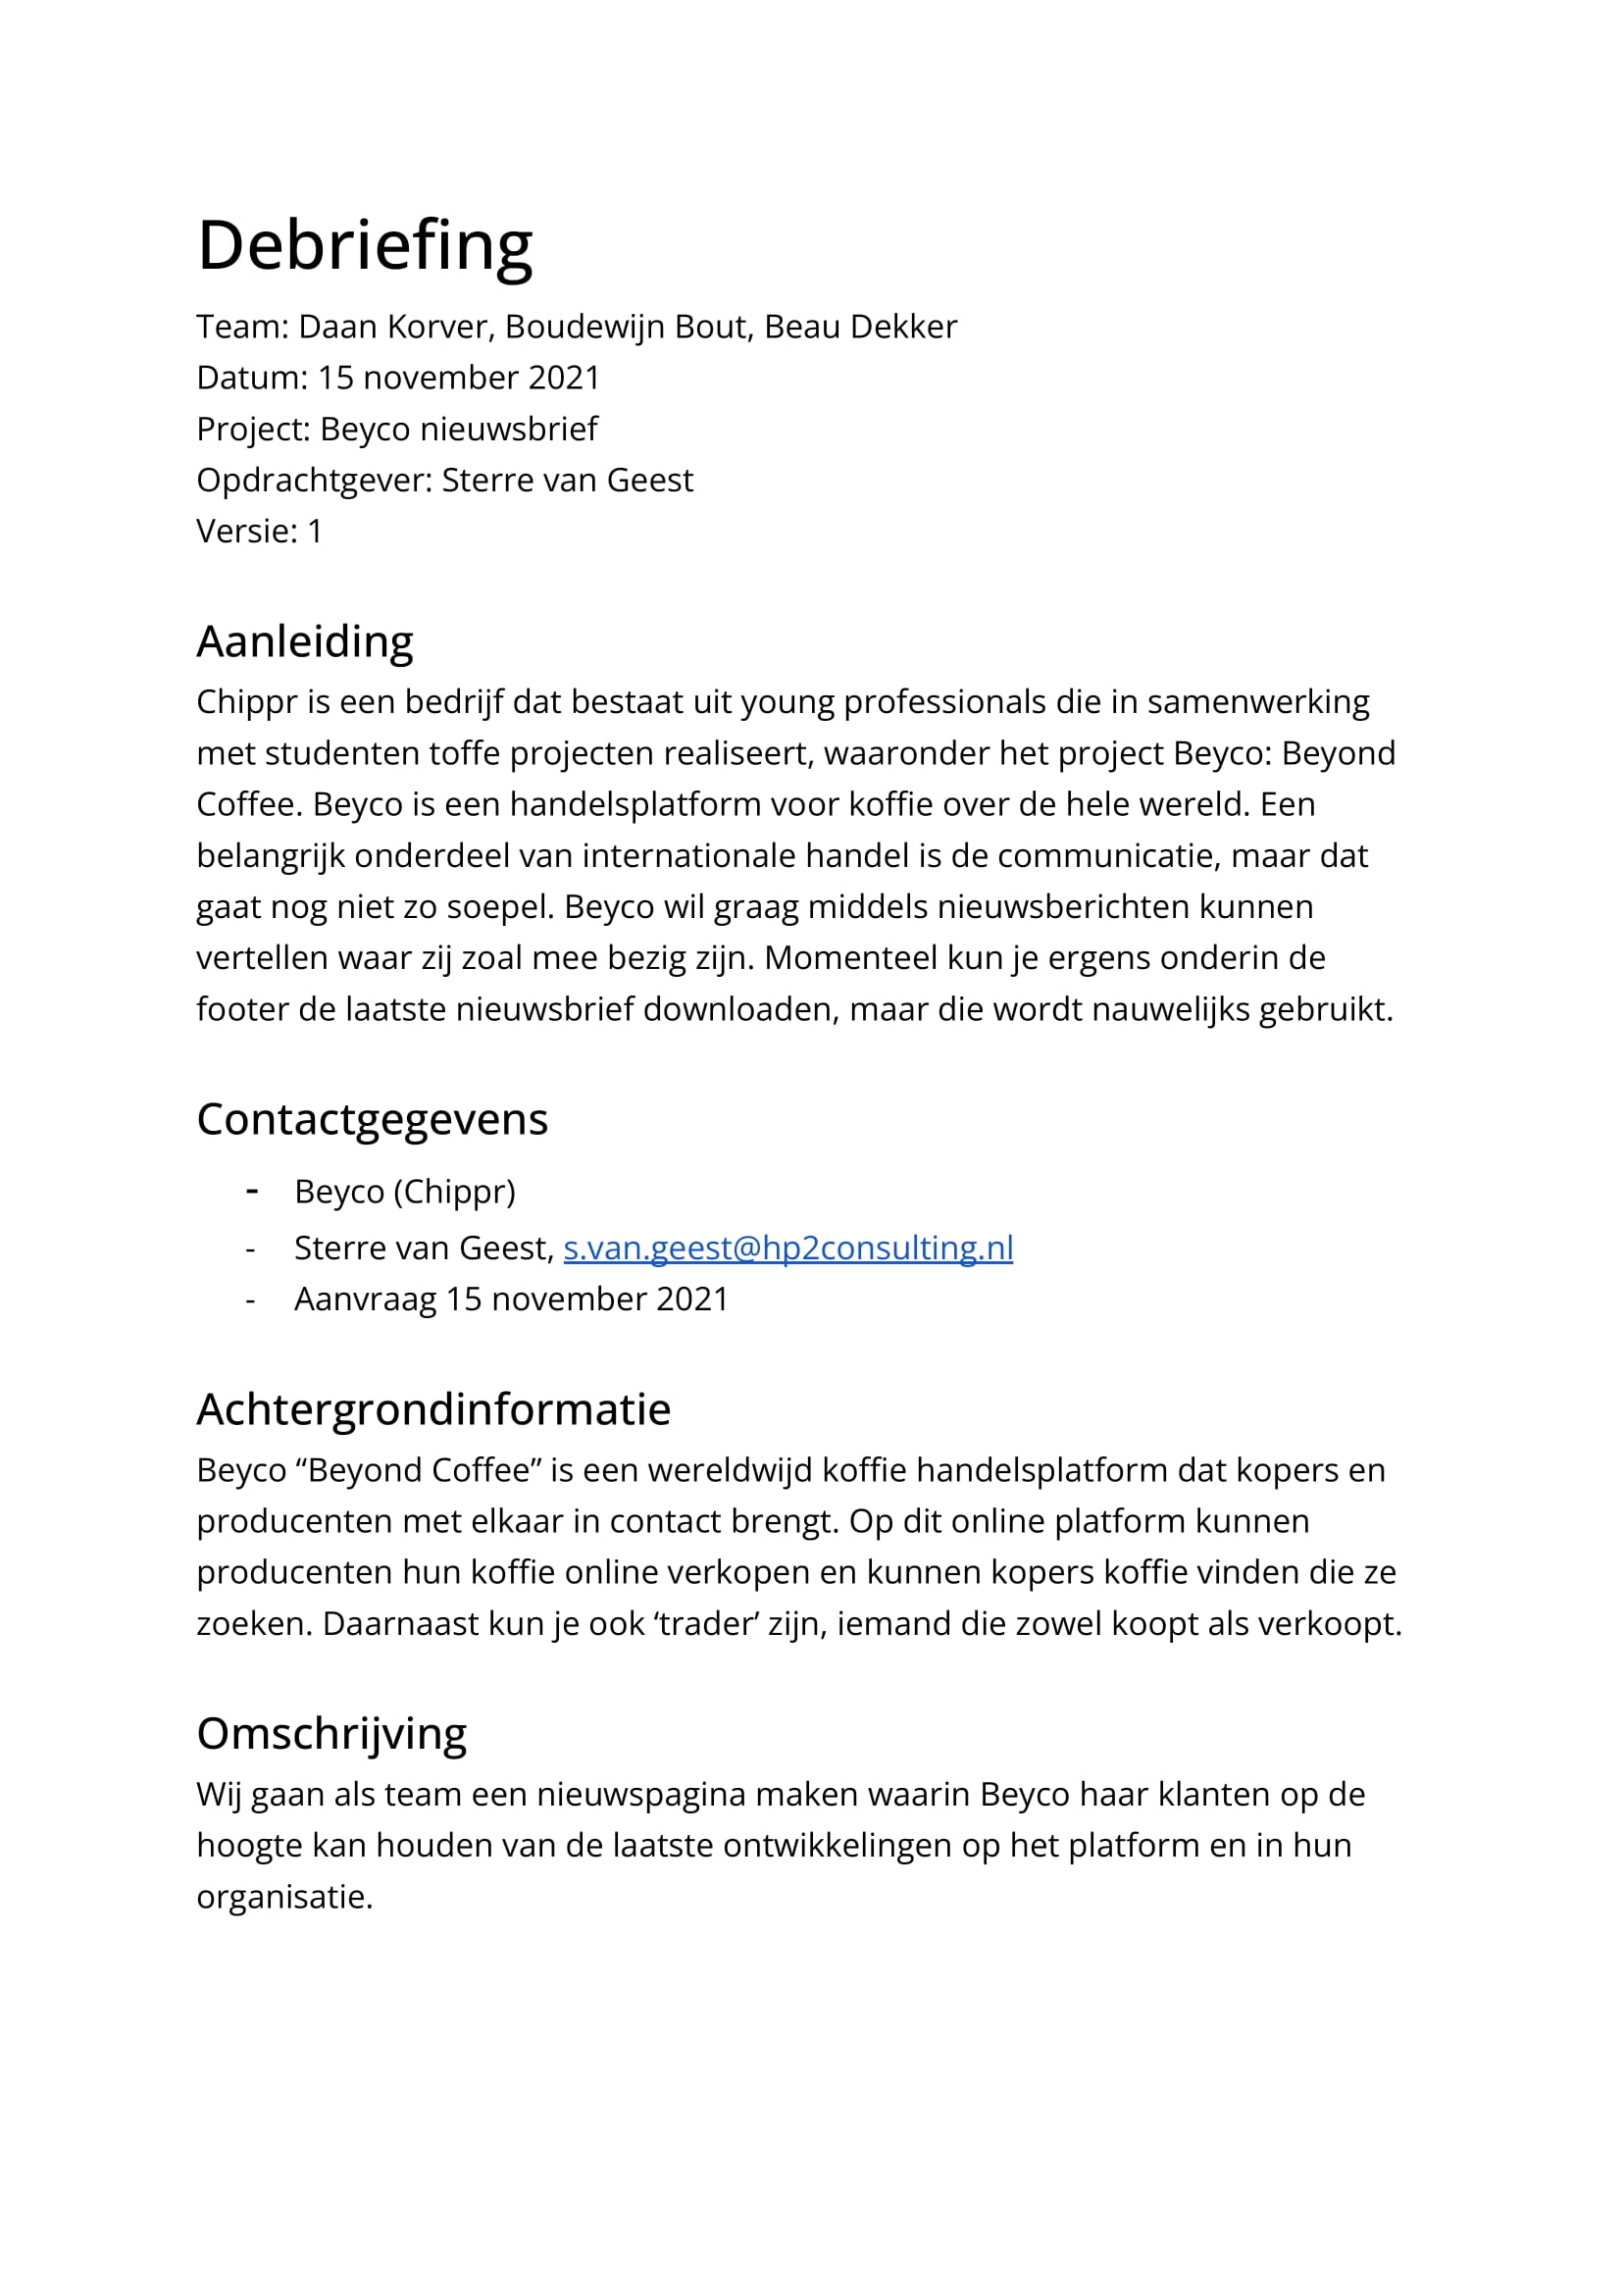 Debriefing
Team: Daan Korver, Boudewijn Bout, Beau Dekker
Datum: 15 november 2021
Project: Beyco nieuwsbrief
Opdrachtgever: Sterre van Geest
Versie: 1
Aanleiding
Chippr is een bedrijf dat bestaat uit young professionals die in samenwerking
met studenten toffe projecten realiseert, waaronder het project Beyco: Beyond
Coffee. Beyco is een handelsplatform voor koffie over de hele wereld. Een
belangrijk onderdeel van internationale handel is de communicatie, maar dat
gaat nog niet zo soepel. Beyco wil graag middels nieuwsberichten kunnen
vertellen waar zij zoal mee bezig zijn. Momenteel kun je ergens onderin de
footer de laatste nieuwsbrief downloaden, maar die wordt nauwelijks gebruikt.
Contactgegevens
- Beyco (Chippr)
- Sterre van Geest, s.van.geest@hp2consulting.nl
- Aanvraag 15 november 2021
Achtergrondinformatie
Beyco “Beyond Coffee” is een wereldwijd koffie handelsplatform dat kopers en
producenten met elkaar in contact brengt. Op dit online platform kunnen
producenten hun koffie online verkopen en kunnen kopers koffie vinden die ze
zoeken. Daarnaast kun je ook ‘trader’ zijn, iemand die zowel koopt als verkoopt.
Omschrijving
Wij gaan als team een nieuwspagina maken waarin Beyco haar klanten op de
hoogte kan houden van de laatste ontwikkelingen op het platform en in hun
organisatie.